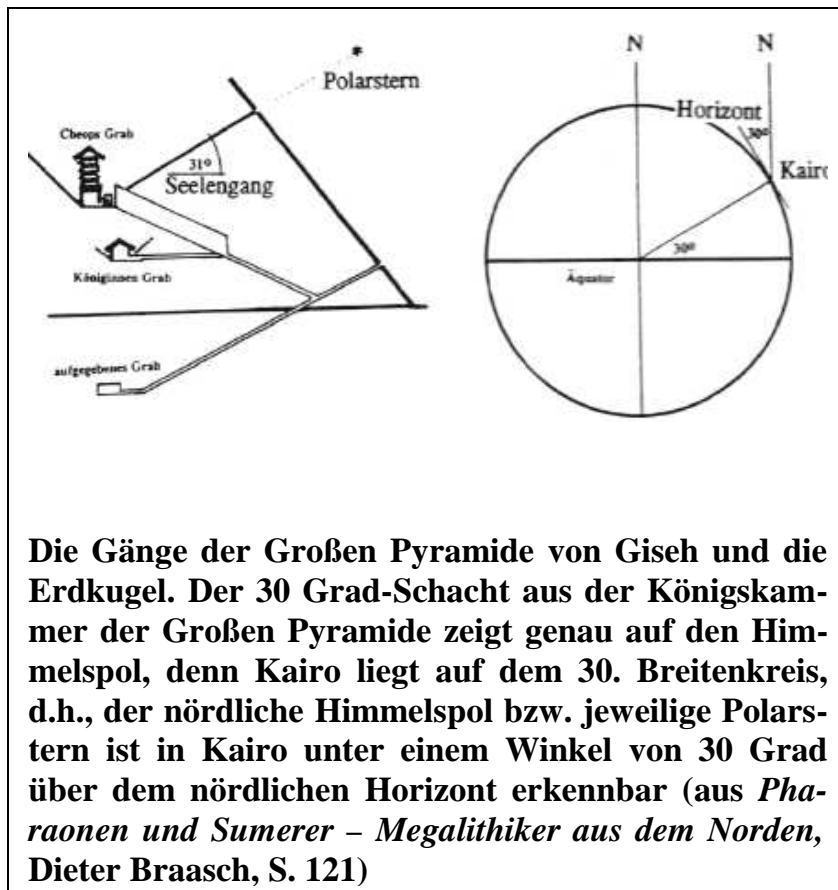 Polarstern
Cheops Grab
31º
Seelengang
Königinnen Grab
aufgegebenes Grab
N N
Horizont
30º
Kairo
30º
Äquator
Die Gänge der Großen Pyramide von Giseh und die
Erdkugel. Der 30 Grad-Schacht aus der Königskam-
mer der Großen Pyramide zeigt genau auf den Him-
melspol, denn Kairo liegt auf dem 30. Breitenkreis,
d.h., der nördliche Himmelspol bzw. jeweilige Polars-
tern ist in Kairo unter einem Winkel von 30 Grad
über dem nördlichen Horizont erkennbar (aus Pha-
raonen und Sumerer – Megalithiker aus dem Norden,
Dieter Braasch, S. 121)